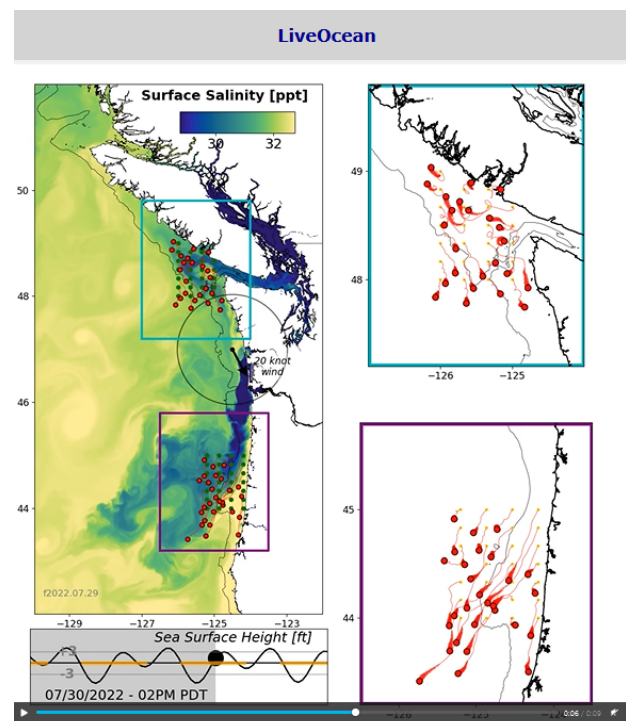 LiveOcean
Surface Salinity [ppt]
30 32
50
48
46
44
−129 −127 −125 −123
20 knot
wind
f2022.07.29
49
48
−126 −125
45
44
Sea Surface Height [ft]
+3
-3
07/30/2022 - 02PM PDT
0:06 / 0:09